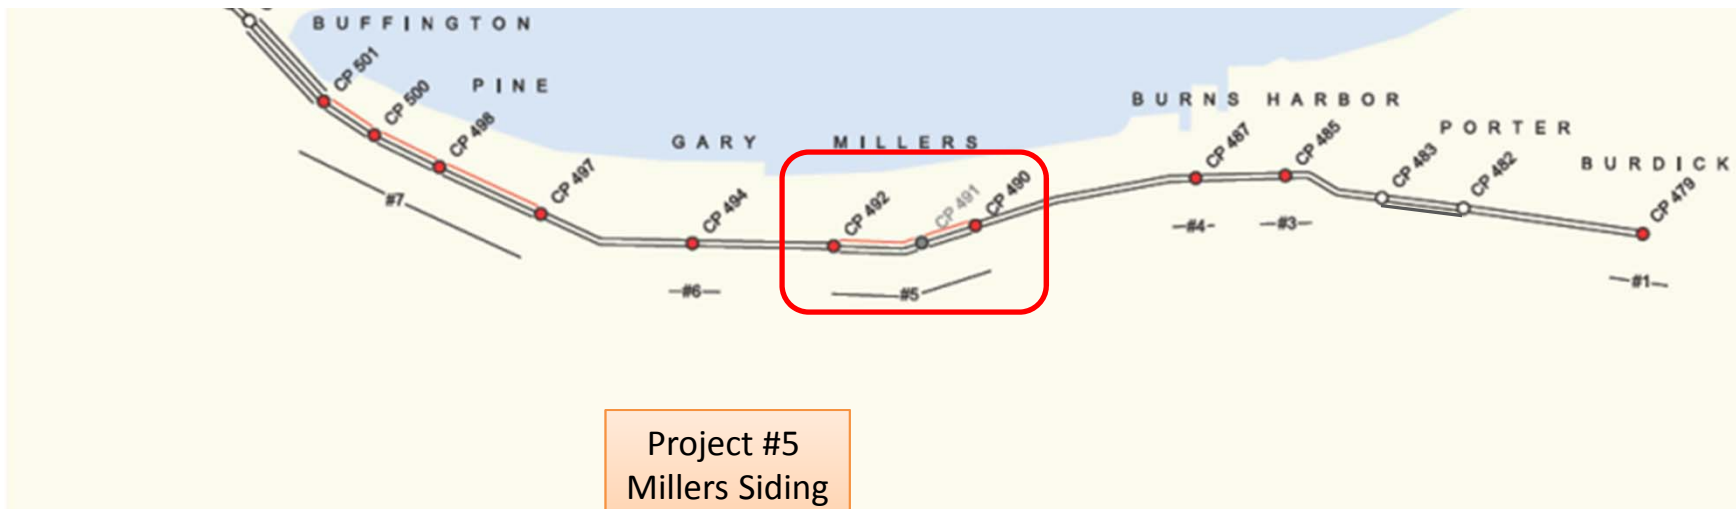 BUFFINGTON
CP 501
CP 500
PINE
CP 498
CP 497
#7
GARY
CP 494
#6
MILLERS
CP 492
CP 491
CP 490
#5
BURNS HARBOR
CP 487
#4
CP 485
#3
PORTER
CP 483
CP 482
BURDICK
CP 479
#1
Project #5
Millers Siding